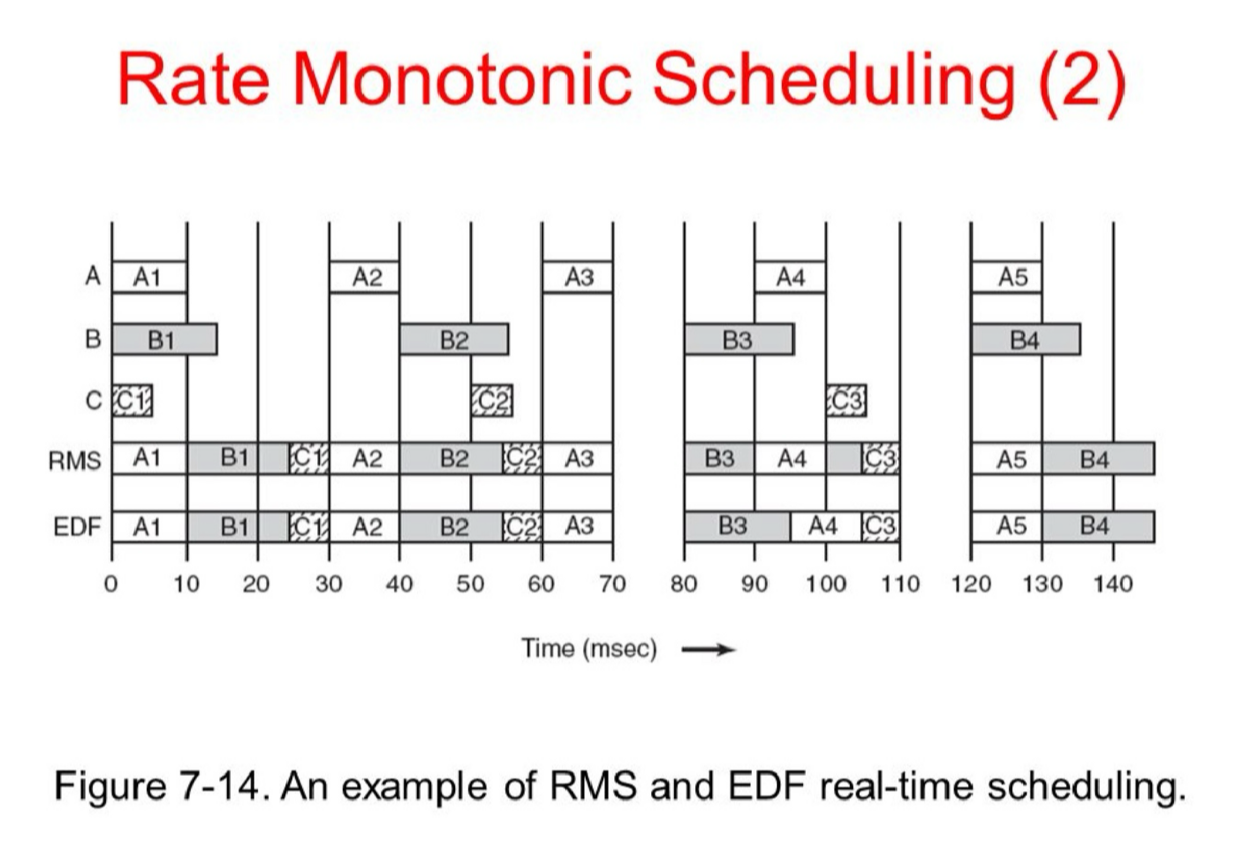 Rate Monotonic Scheduling (2)
A A1 A2 A3 A4 A5
B B1 B2 B3 B4
C C1 C2 C3
RMS A1 B1 C1 A2 B2 C2 A3 B3 A4 C3 A5 B4
EDF A1 B1 C1 A2 B2 C2 A3 B3 A4 C3 A5 B4
0 10 20 30 40 50 60 70 80 90 100 110 120 130 140
Time (msec)
Figure 7-14. An example of RMS and EDF real-time scheduling.